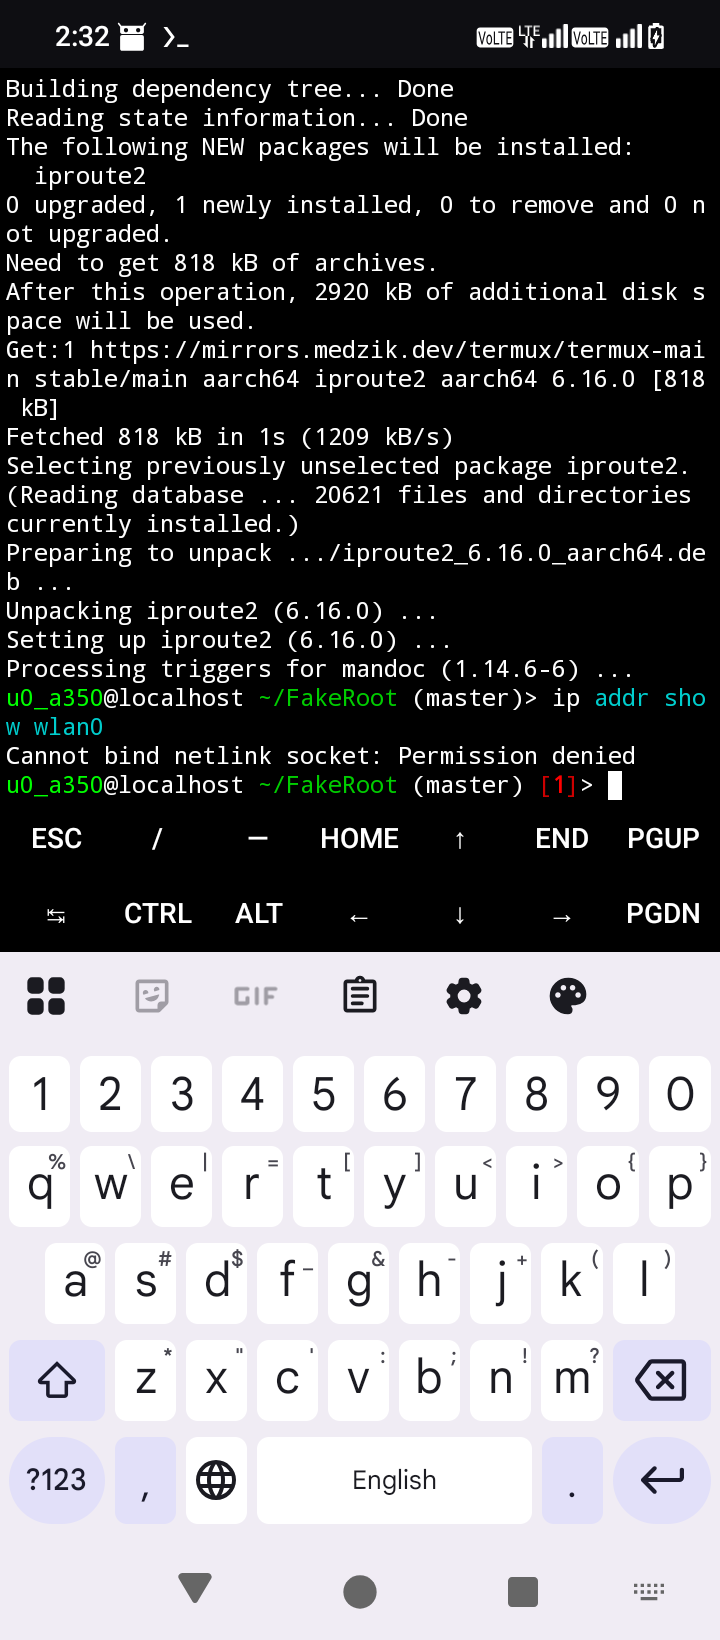 2:32
VoLTE LTE VoLTE
Building dependency tree... Done
Reading state information... Done
The following NEW packages will be installed:
  iproute2
0 upgraded, 1 newly installed, 0 to remove and 0 n
ot upgraded.
Need to get 818 kB of archives.
After this operation, 2920 kB of additional disk s
pace will be used.
Get:1 https://mirrors.medzik.dev/termux/termux-mai
n stable/main aarch64 iproute2 aarch64 6.16.0 [818
 kB]
Fetched 818 kB in 1s (1209 kB/s)
Selecting previously unselected package iproute2.
(Reading database ... 20621 files and directories
currently installed.)
Preparing to unpack .../iproute2_6.16.0_aarch64.de
b ...
Unpacking iproute2 (6.16.0) ...
Setting up iproute2 (6.16.0) ...
Processing triggers for mandoc (1.14.6-6) ...
u0_a350@localhost ~/FakeRoot (master)> ip addr sho
w wlan0
Cannot bind netlink socket: Permission denied
u0_a350@localhost ~/FakeRoot (master) [1]>
ESC / — HOME ↑ END PGUP
↹ CTRL ALT ← ↓ → PGDN
GIF
1 2 3 4 5 6 7 8 9 0
% \ | = [ ] < > { }
q w e r t y u i o p
@ # $ _ & - + ( )
a s d f g h j k l
* " ' : ; ! ?
z x c v b n m
?123 , English .